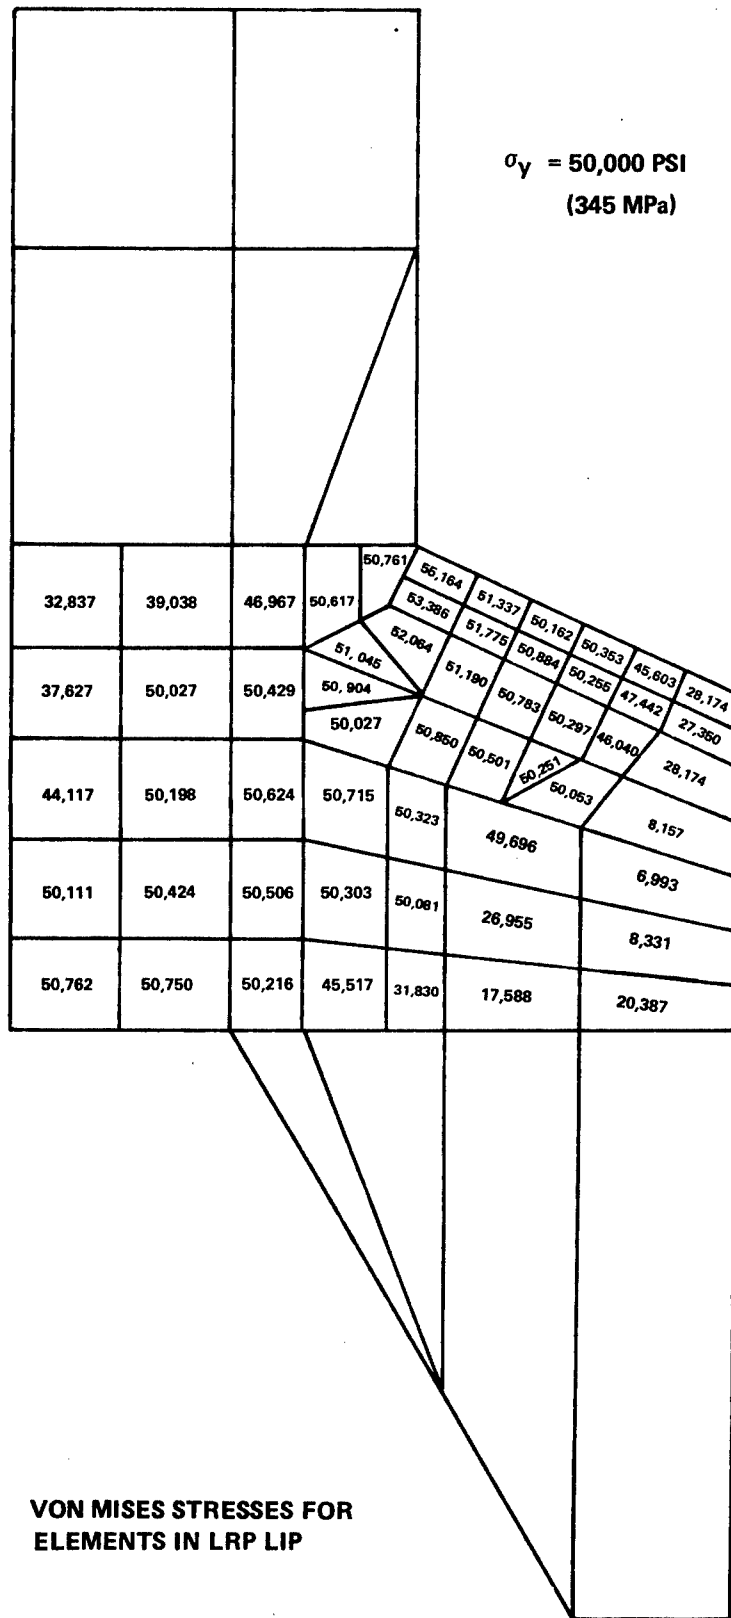 σy = 50,000 PSI
(345 MPa)
50,761
32,837 39,038 46,967 50,617
55,164 51,337 50,162 50,353 45,603 28,174
53,386 51,775 50,884 50,255 47,442 27,350
52,064 51,190 50,783 50,297 46,040 28,174
51, 045
37,627 50,027 50,429 50, 904
50,027 50,850 50,501 50,251 50,053 8,157
44,117 50,198 50,624 50,715 50,323 49,696 6,993
50,111 50,424 50,506 50,303 50,081 26,955 8,331
50,762 50,750 50,216 45,517 31,830 17,588 20,387
VON MISES STRESSES FOR
ELEMENTS IN LRP LIP